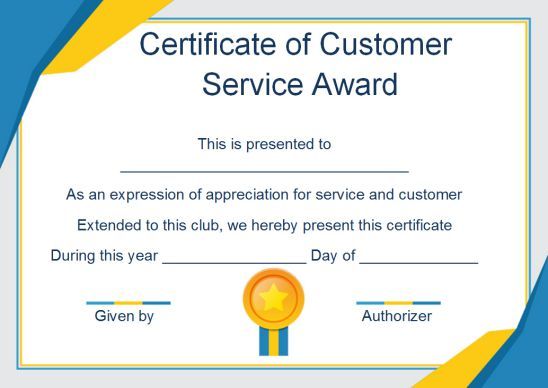 Certificate of Customer
Service Award
This is presented to
As an expression of appreciation for service and customer
Extended to this club, we hereby present this certificate
During this year _________________ Day of ______________
Given by
Authorizer